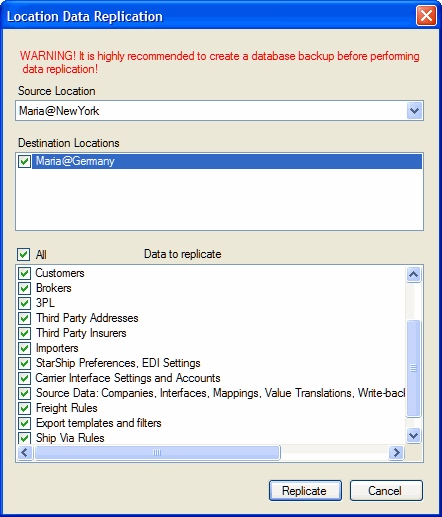 Location Data Replication
WARNING! It is highly recommended to create a database backup before performing
data replication!
Source Location
Maria@NewYork
Destination Locations
Maria@Germany
All Data to replicate
Customers
Brokers
3PL
Third Party Addresses
Third Party Insurers
Importers
StarShip Preferences, EDI Settings
Carrier Interface Settings and Accounts
Source Data: Companies, Interfaces, Mappings, Value Translations, Write-back
Freight Rules
Export templates and filters
Ship Via Rules
Replicate Cancel